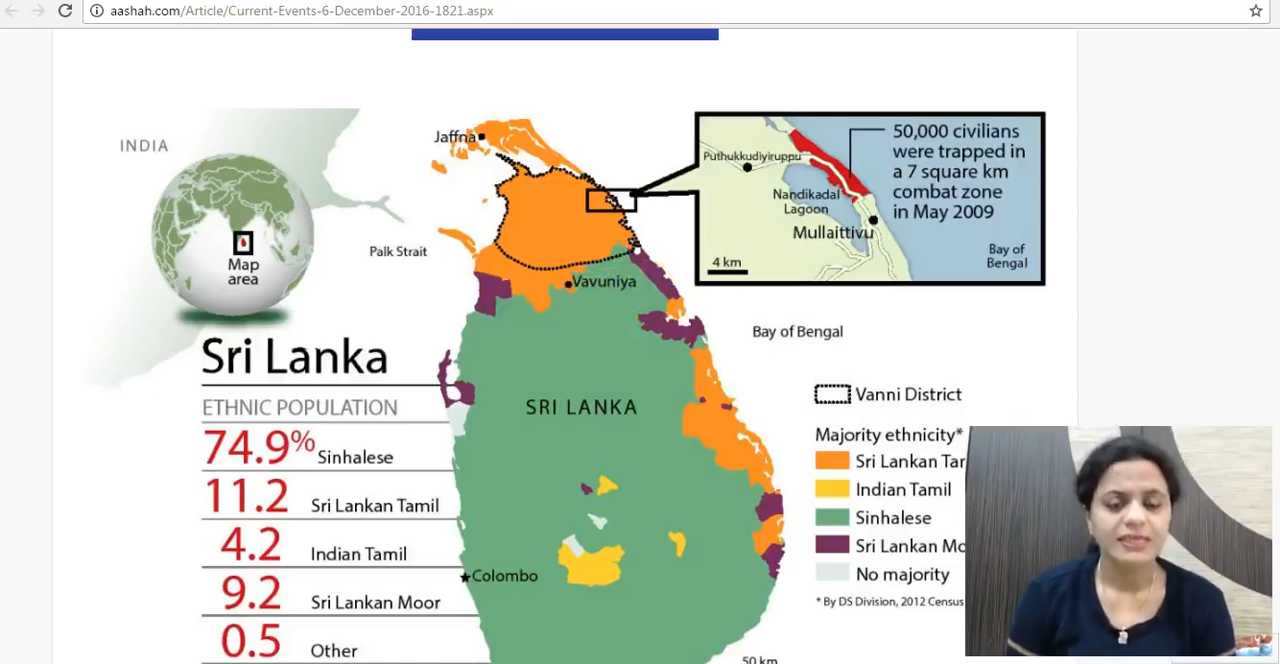 aashah.com/Article/Current-Events-6-December-2016-1821.aspx
INDIA
Map
area
Jaffna
Palk Strait
Vavuniya
Puthukkudiyiruppu
Nandikadal
Lagoon
Mullaittivu
4 km
50,000 civilians
were trapped in
a 7 square km
combat zone
in May 2009
Bay of
Bengal
Bay of Bengal
Sri Lanka
ETHNIC POPULATION
74.9% Sinhalese
11.2 Sri Lankan Tamil
4.2 Indian Tamil
9.2 Sri Lankan Moor
0.5 Other
SRI LANKA
Colombo
Vanni District
Majority ethnicity*
Sri Lankan Tar
Indian Tamil
Sinhalese
Sri Lankan Mo
No majority
* By DS Division, 2012 Census
50 km